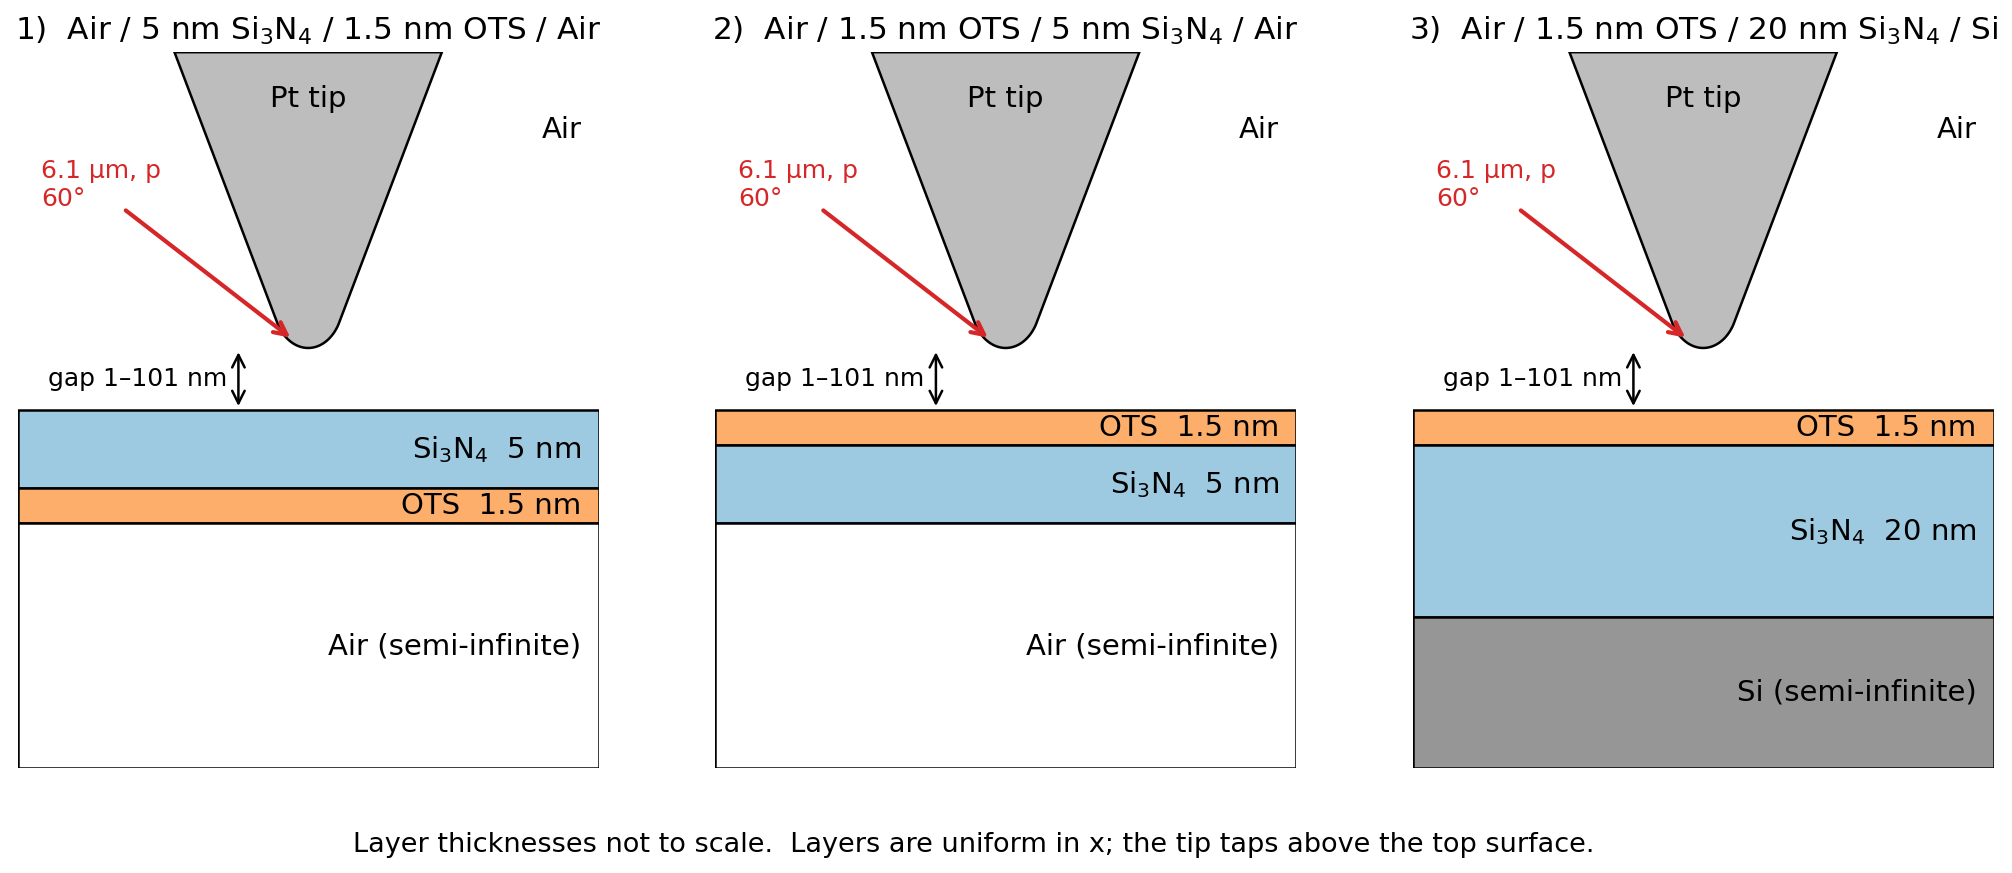 1)  Air / 5 nm Si₃N₄ / 1.5 nm OTS / Air
Pt tip
Air
6.1 μm, p
60°
gap 1–101 nm
Si₃N₄  5 nm
OTS  1.5 nm
Air (semi-infinite)
2)  Air / 1.5 nm OTS / 5 nm Si₃N₄ / Air
Pt tip
Air
6.1 μm, p
60°
gap 1–101 nm
OTS  1.5 nm
Si₃N₄  5 nm
Air (semi-infinite)
3)  Air / 1.5 nm OTS / 20 nm Si₃N₄ / Si
Pt tip
Air
6.1 μm, p
60°
gap 1–101 nm
OTS  1.5 nm
Si₃N₄  20 nm
Si (semi-infinite)
Layer thicknesses not to scale.  Layers are uniform in x; the tip taps above the top surface.